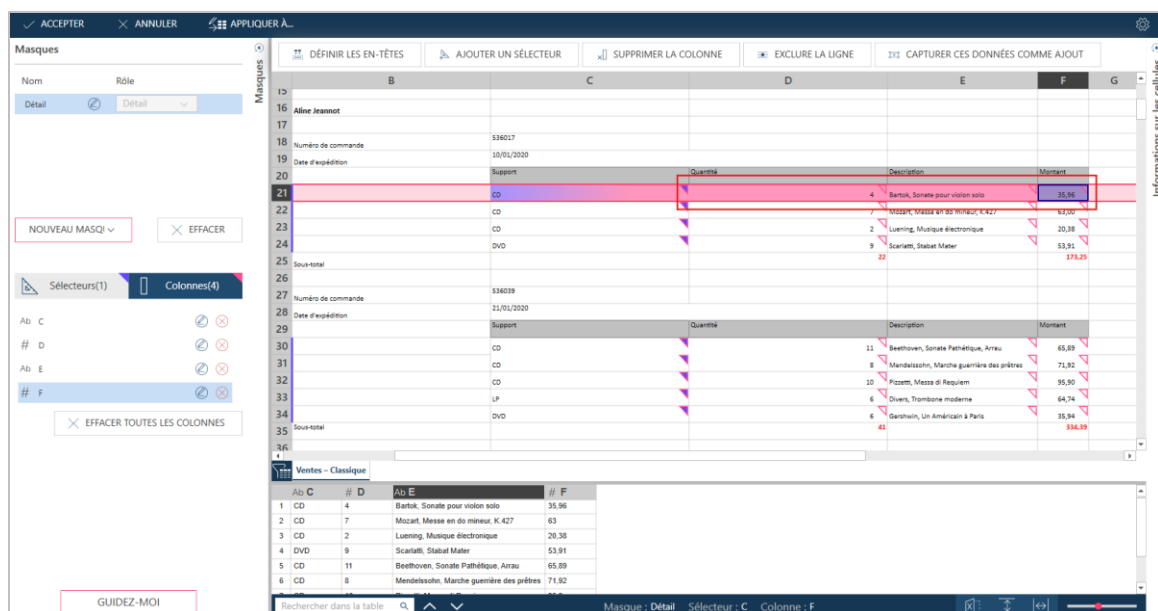 ACCEPTER ANNULER APPLIQUER À...
Masques
Nom Rôle
Détail Détail
NOUVEAU MASQ! EFFACER
Sélecteurs(1) Colonnes(4)
Ab C
# D
Ab E
# F
EFFACER TOUTES LES COLONNES
GUIDEZ-MOI
Masques
DÉFINIR LES EN-TÊTES AJOUTER UN SÉLECTEUR SUPPRIMER LA COLONNE EXCLURE LA LIGNE CAPTURER CES DONNÉES COMME AJOUT
B C D E F G
15
16 Aline Jeannot
17
18 Numéro de commande 536017
19 Date d'expédition 10/01/2020
20 Support Quantité Description Montant
21 CD 4 Bartok, Sonate pour violon solo 35,96
22 CD 7 Mozart, Messe en do mineur, K.427 63,00
23 CD 2 Luening, Musique électronique 20,38
24 DVD 9 Scarlatti, Stabat Mater 53,91
25 Sous-total 22 173,25
26
27 Numéro de commande 536039
28 Date d'expédition 21/01/2020
29 Support Quantité Description Montant
30 CD 11 Beethoven, Sonate Pathétique, Arrau 65,89
31 CD 8 Mendelssohn, Marche guerrière des prêtres 71,92
32 CD 10 Pizzetti, Messa di Requiem 95,90
33 LP 6 Divers, Trombone moderne 64,74
34 DVD 6 Gershwin, Un Américain à Paris 35,94
35 Sous-total 41 334,39
36
Informations sur les cellules
Ventes – Classique
Ab C # D Ab E # F
1 CD 4 Bartok, Sonate pour violon solo 35,96
2 CD 7 Mozart, Messe en do mineur, K.427 63
3 CD 2 Luening, Musique électronique 20,38
4 DVD 9 Scarlatti, Stabat Mater 53,91
5 CD 11 Beethoven, Sonate Pathétique, Arrau 65,89
6 CD 8 Mendelssohn, Marche guerrière des prêtres 71,92
Rechercher dans la table Masque : Détail Sélecteur : C Colonne : F